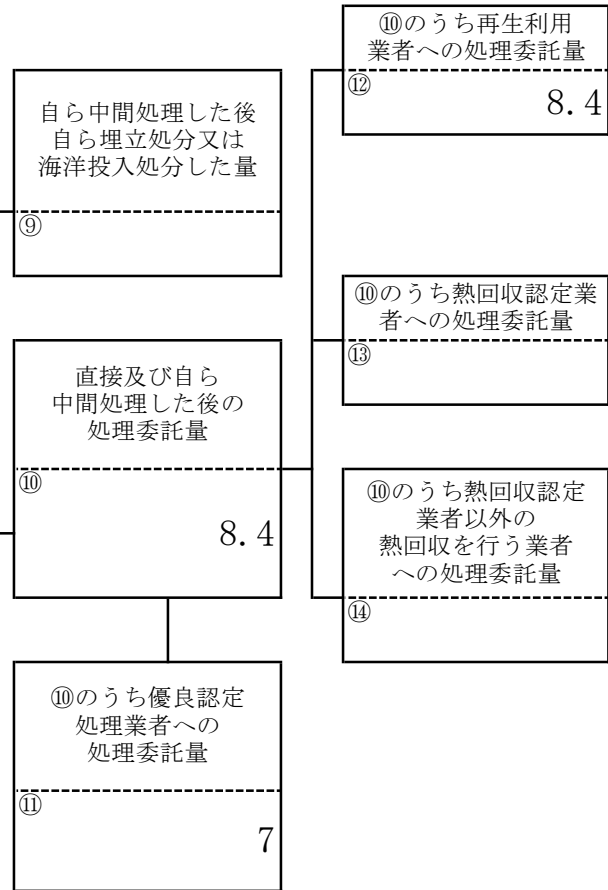 自ら中間処理した後
自ら埋立処分又は
海洋投入処分した量
⑨
直接及び自ら
中間処理した後の
処理委託量
⑩
8.4
⑩のうち優良認定
処理業者への
処理委託量
⑪
7
⑩のうち再生利用
業者への処理委託量
⑫
8.4
⑩のうち熱回収認定業
者への処理委託量
⑬
⑩のうち熱回収認定
業者以外の
熱回収を行う業者
への処理委託量
⑭